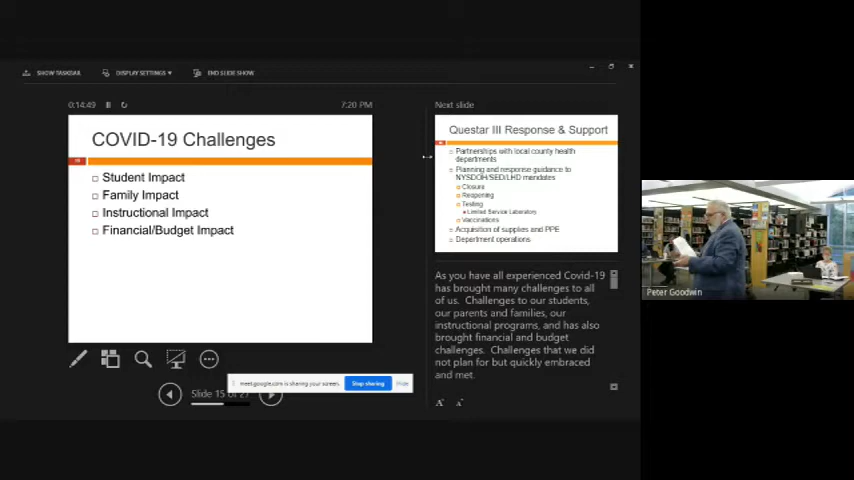 SHOW TASKBAR
DISPLAY SETTINGS
END SLIDE SHOW
0:14:49
7:20 PM
Next slide
COVID-19 Challenges
Student Impact
Family Impact
Instructional Impact
Financial/Budget Impact
Questar III Response & Support
Partnerships with local county health
departments
Planning and response guidance to
NYSDOH/SED/LHD mandates
Closure
Reopening
Testing
Limited Service Laboratory
Vaccinations
Acquisition of supplies and PPE
Department operations
As you have all experienced Covid-19
has brought many challenges to all
of us. Challenges to our students,
our parents and families, our
instructional programs, and has also
brought financial and budget
challenges. Challenges that we did
not plan for but quickly embraced
and met.
meet.google.com is sharing your screen.
Stop sharing
Hide
Slide 15 of 27
A A
Peter Goodwin